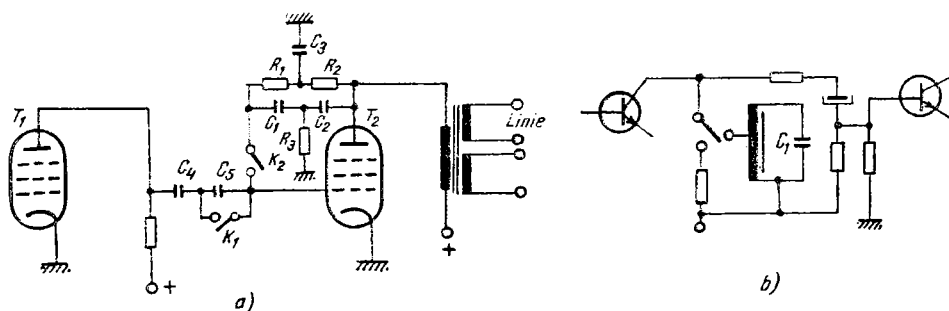 C3
R1 R2
T1
C1 C2
T2
R3
K2
Linie
C1
C4 C5
K1
+
+
a)
b)